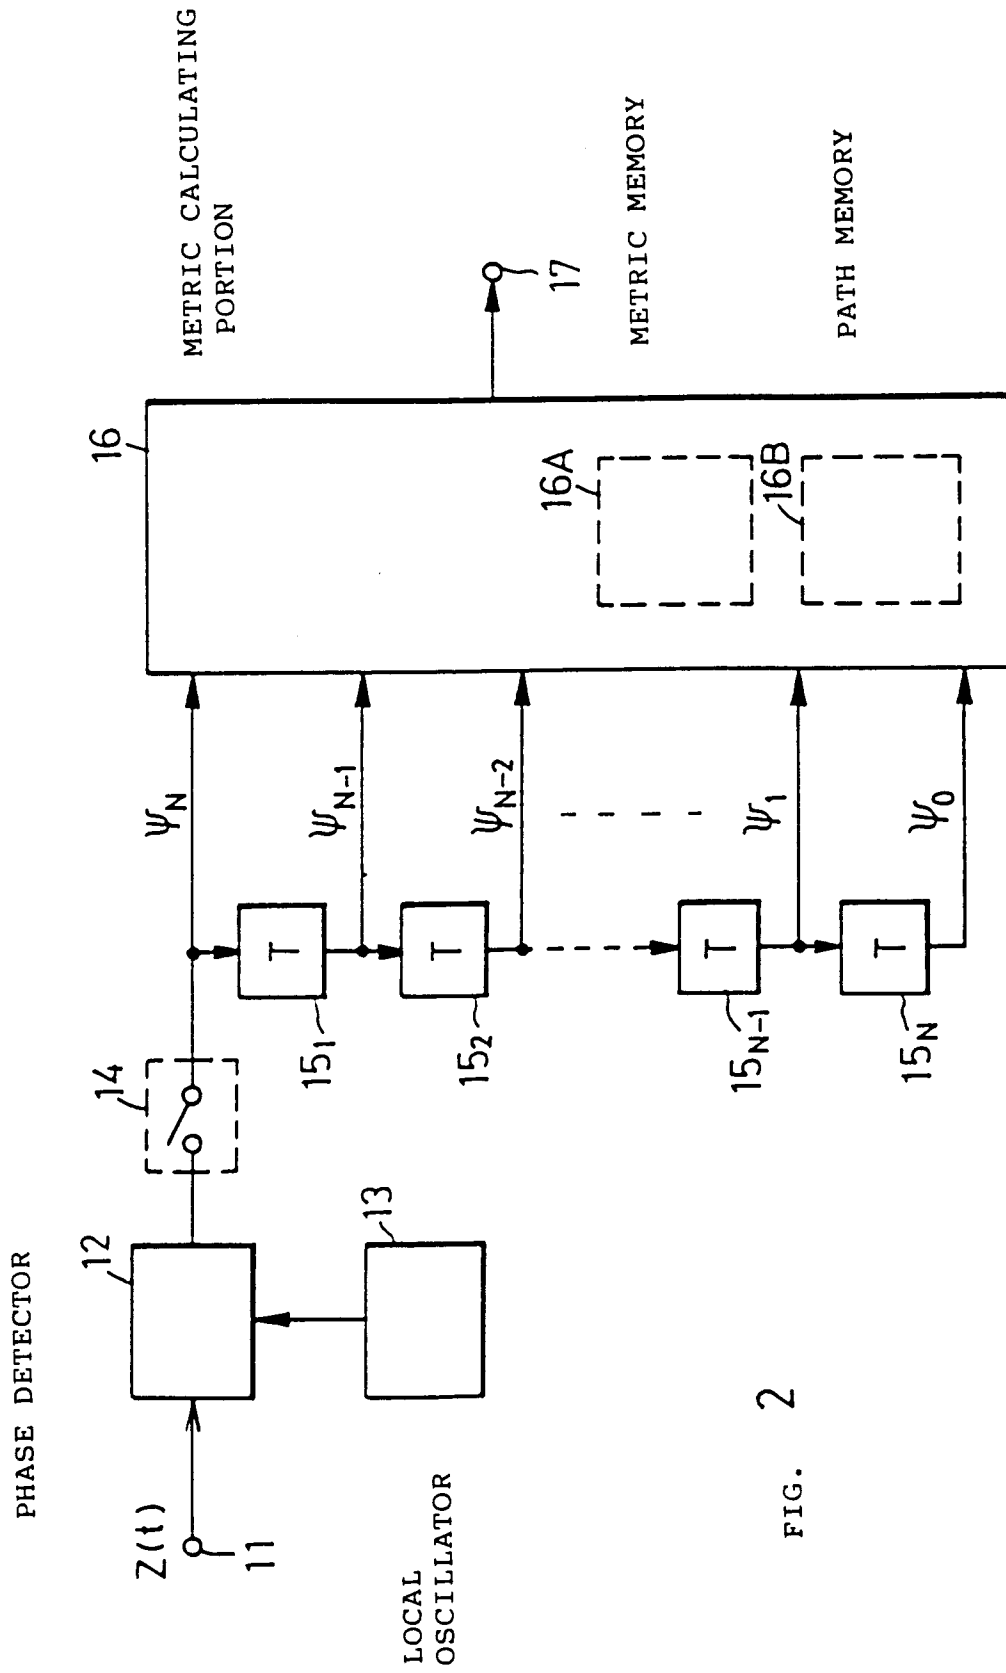 PHASE DETECTOR
METRIC CALCULATING
PORTION
Z(t)
11
12
LOCAL
OSCILLATOR
13
14
ψN
ψN-1
ψN-2
ψ1
ψ0
T
T
T
T
15₁
15₂
15N-1
15N
16
16A
16B
17
METRIC MEMORY
PATH MEMORY
FIG. 2